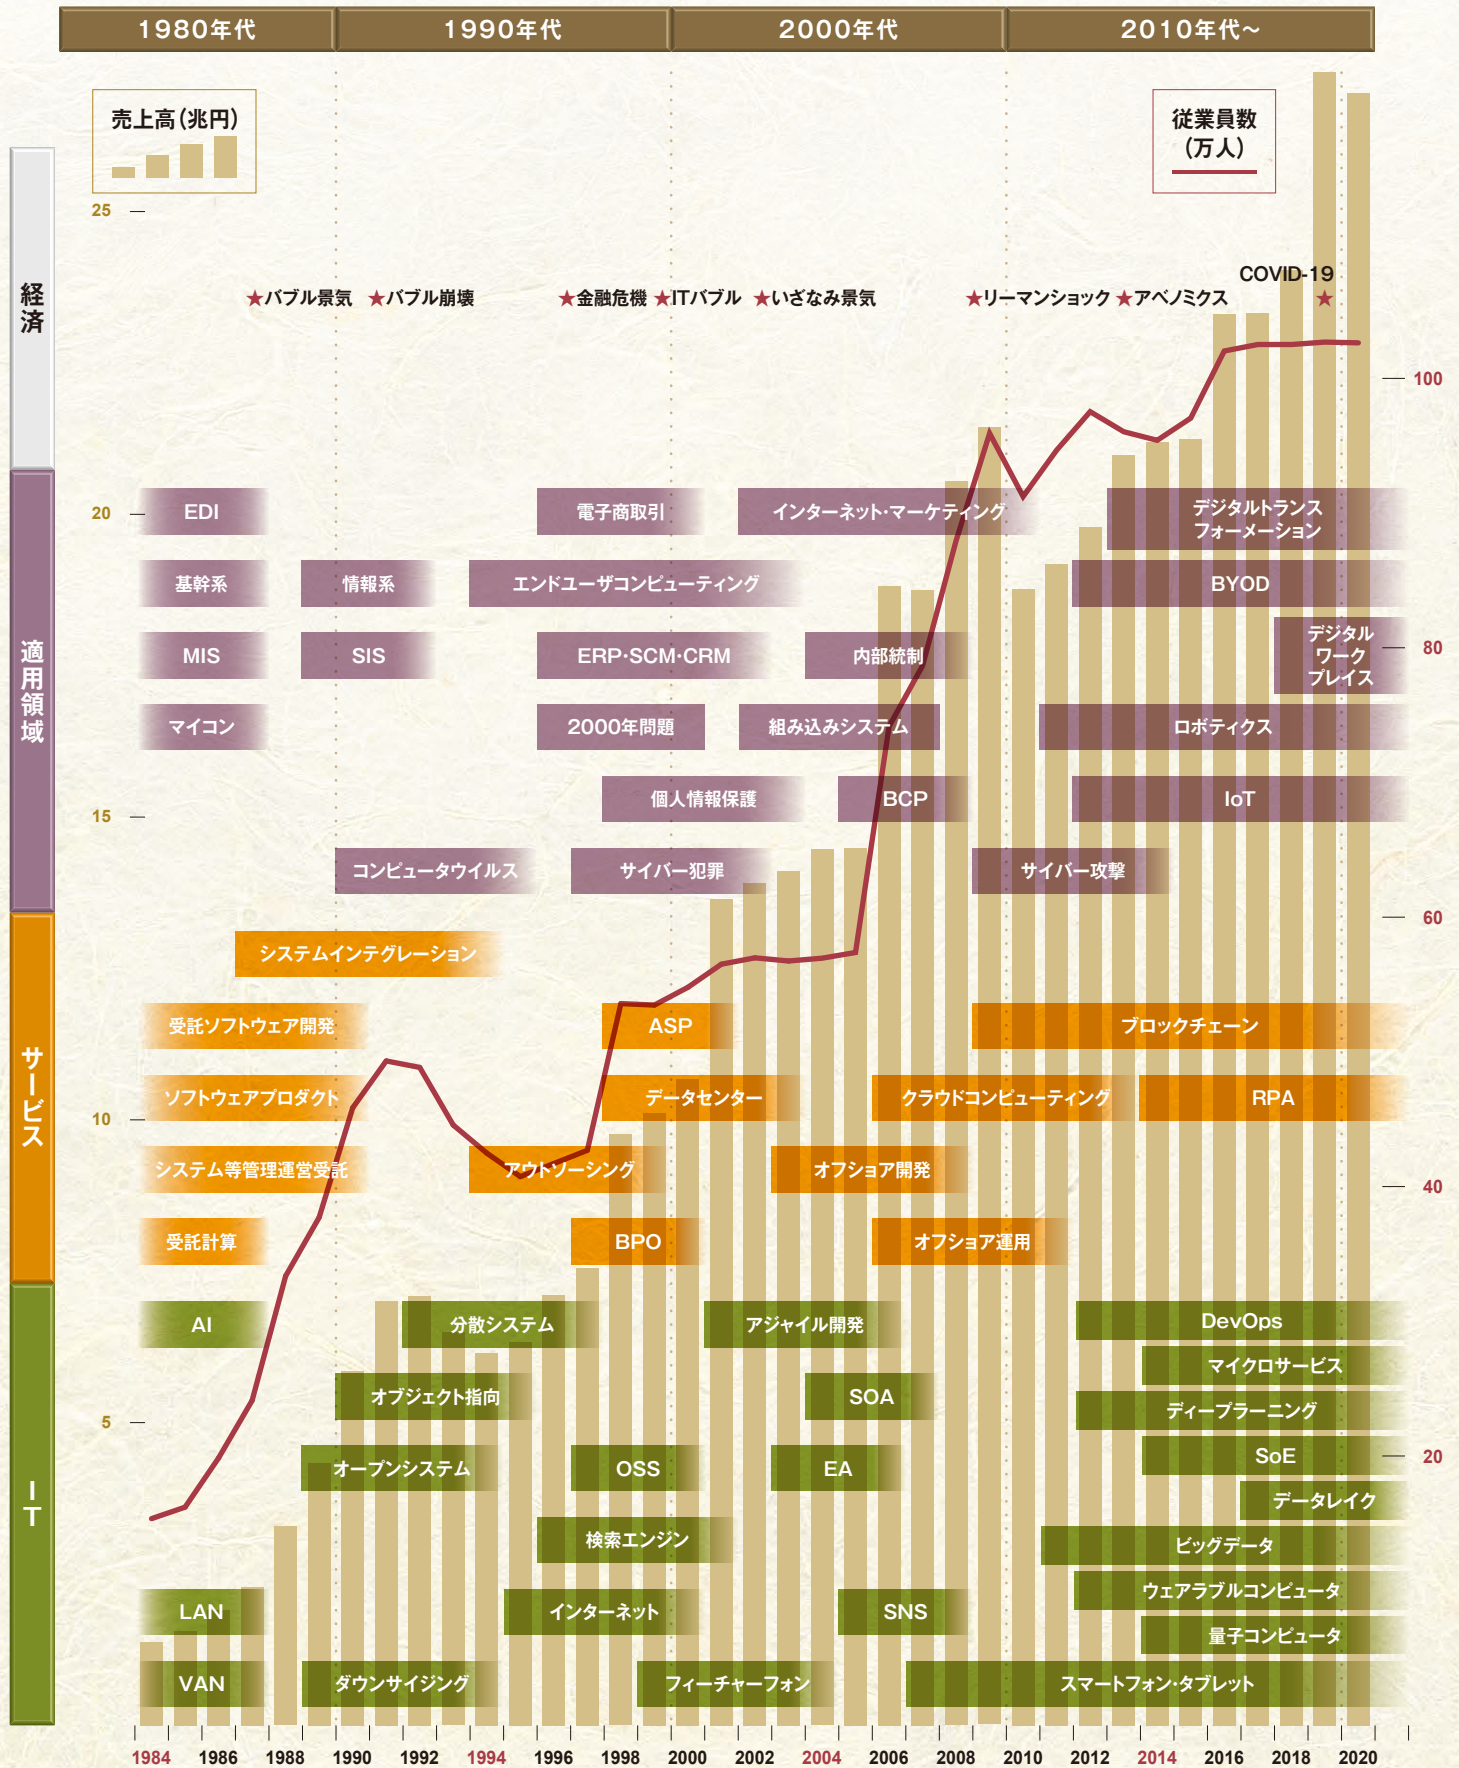 1980年代
1990年代
2000年代
2010年代〜
売上高(兆円)
従業員数
(万人)
25
20
15
10
5
100
80
60
40
20
経済
★バブル景気
★バブル崩壊
★金融危機
★ITバブル
★いざなみ景気
★リーマンショック
★アベノミクス
COVID-19
★
適用領域
EDI
電子商取引
インターネット・マーケティング
デジタルトランス
フォーメーション
基幹系
情報系
エンドユーザコンピューティング
BYOD
MIS
SIS
ERP・SCM・CRM
内部統制
デジタル
ワーク
プレイス
マイコン
2000年問題
組み込みシステム
ロボティクス
個人情報保護
BCP
IoT
コンピュータウイルス
サイバー犯罪
サイバー攻撃
サービス
システムインテグレーション
受託ソフトウェア開発
ASP
ブロックチェーン
ソフトウェアプロダクト
データセンター
クラウドコンピューティング
RPA
システム等管理運営受託
アウトソーシング
オフショア開発
受託計算
BPO
オフショア運用
IT
AI
分散システム
アジャイル開発
DevOps
マイクロサービス
オブジェクト指向
SOA
ディープラーニング
オープンシステム
OSS
EA
SoE
データレイク
検索エンジン
ビッグデータ
LAN
インターネット
SNS
ウェアラブルコンピュータ
量子コンピュータ
VAN
ダウンサイジング
フィーチャーフォン
スマートフォン・タブレット
1984 1986 1988 1990 1992 1994 1996 1998 2000 2002 2004 2006 2008 2010 2012 2014 2016 2018 2020